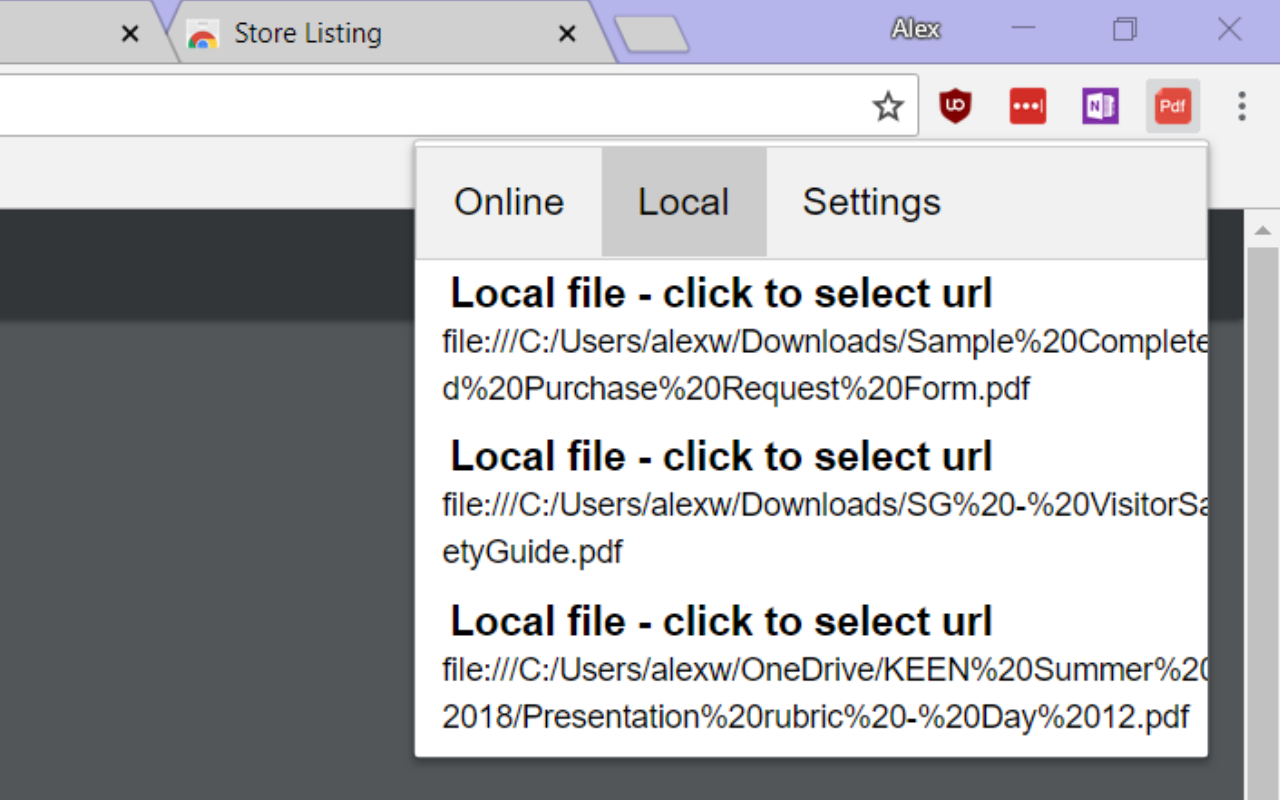 Store Listing
Alex
UO
N
Pdf
Online Local Settings
Local file - click to select url
file:///C:/Users/alexw/Downloads/Sample%20Complete
d%20Purchase%20Request%20Form.pdf
Local file - click to select url
file:///C:/Users/alexw/Downloads/SG%20-%20VisitorSa
etyGuide.pdf
Local file - click to select url
file:///C:/Users/alexw/OneDrive/KEEN%20Summer%20
2018/Presentation%20rubric%20-%20Day%2012.pdf